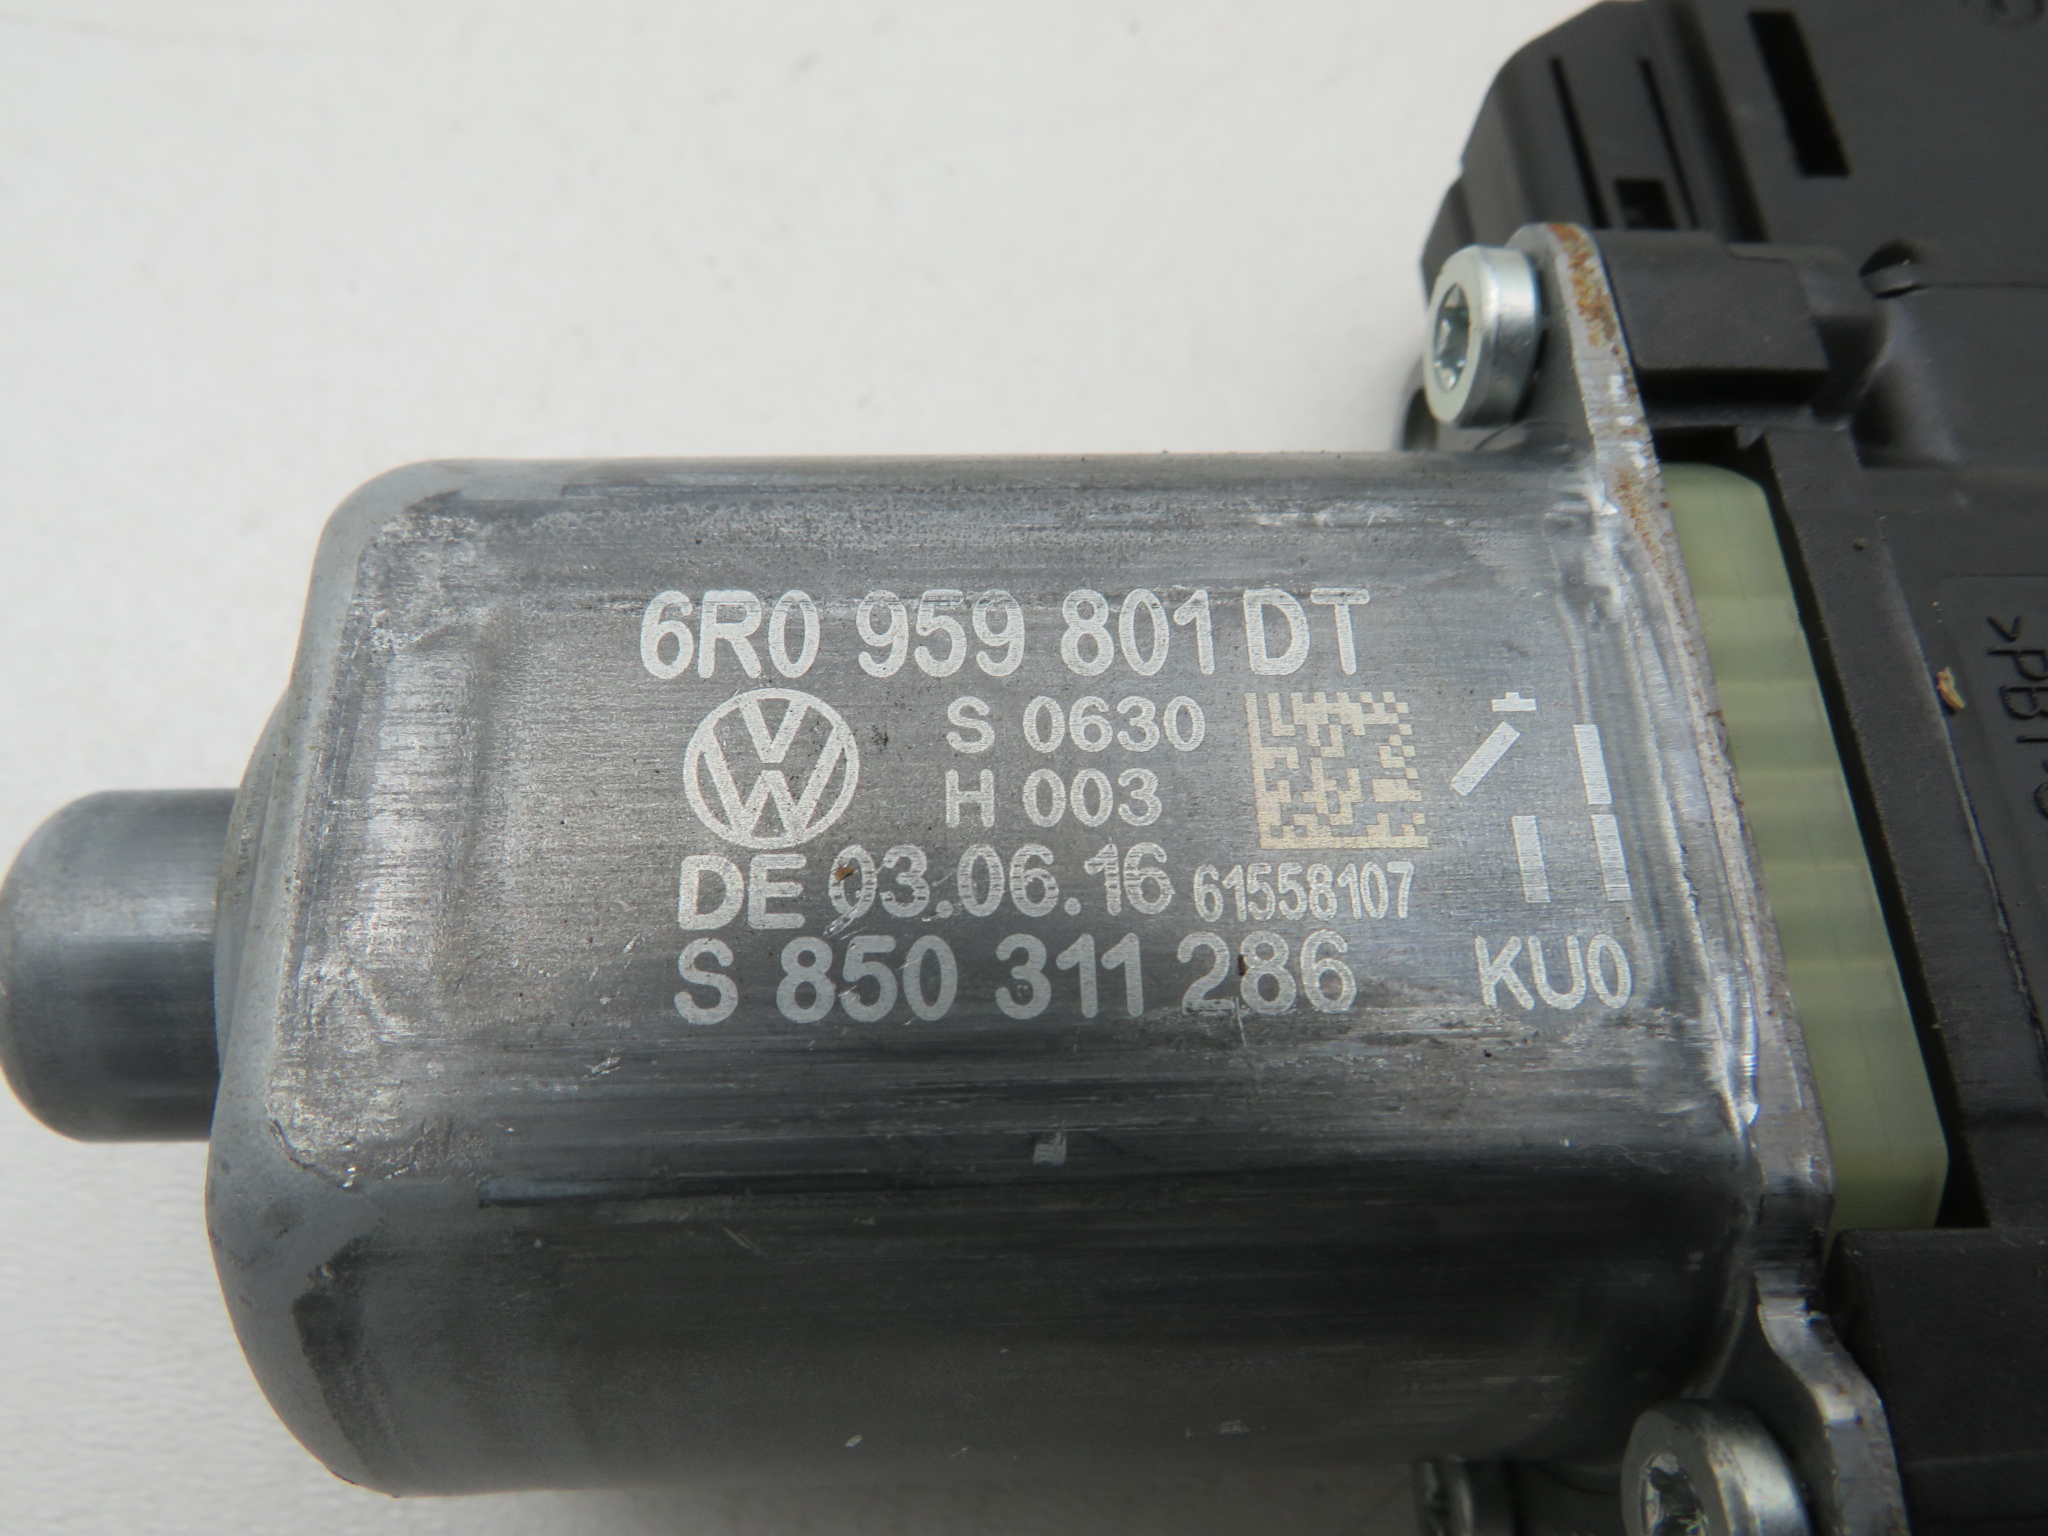 6R0 959 801 DT
S 0630
H 003
DE 03.06.16 61558107
S 850 311 286 KU0